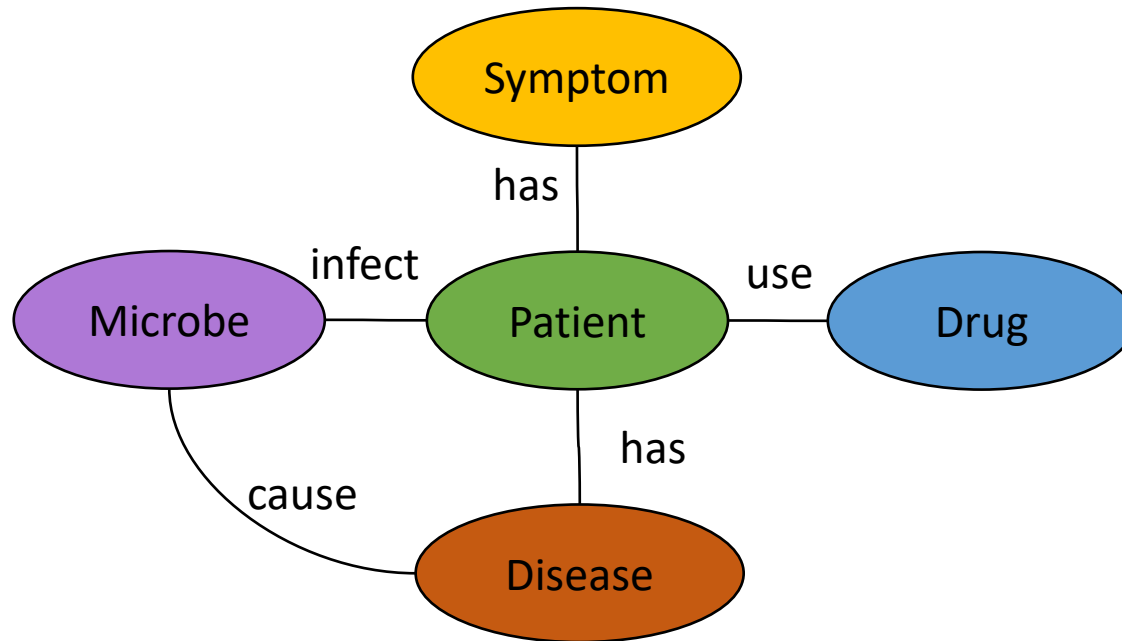 Symptom
has
infect
use
Microbe
Patient
Drug
has
cause
Disease